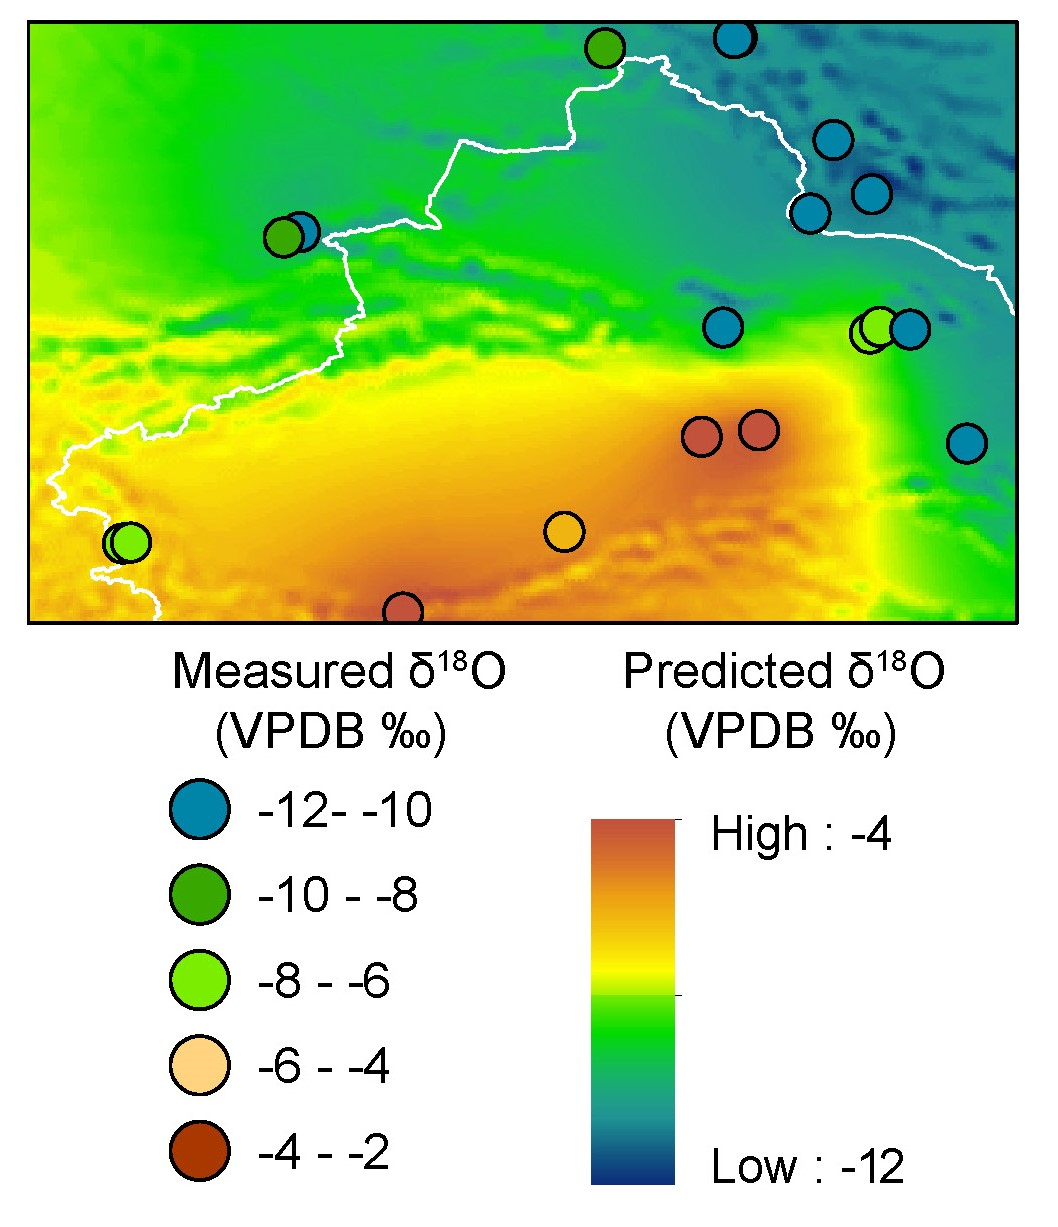 Measured δ¹⁸O
(VPDB ‰)
-12- -10
-10 - -8
-8 - -6
-6 - -4
-4 - -2
Predicted δ¹⁸O
(VPDB ‰)
High : -4
Low : -12